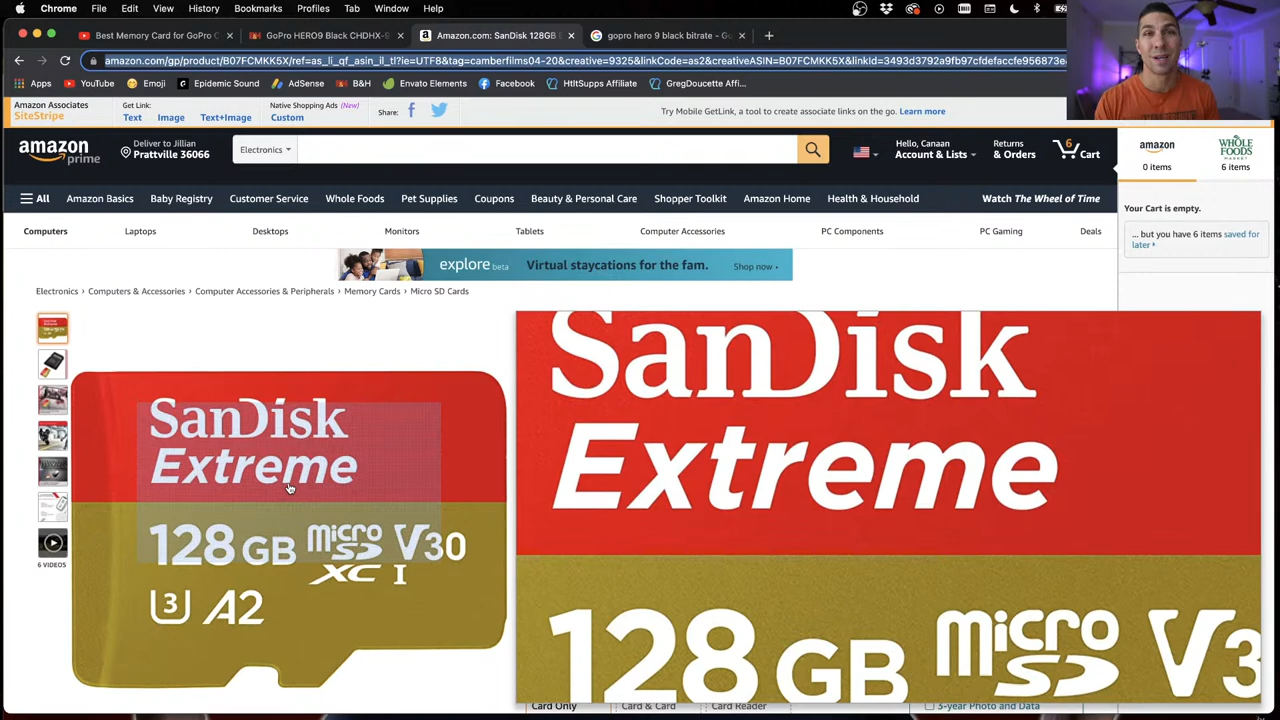 Chrome File Edit View History Bookmarks Profiles Tab Window Help
Best Memory Card for GoPro C
GoPro HERO9 Black CHDHX-9
Amazon.com: SanDisk 128GB E
gopro hero 9 black bitrate - Go
amazon.com/gp/product/B07FCMKK5X/ref=as_li_qf_asin_il_tl?ie=UTF8&tag=camberfilms04-20&creative=9325&linkCode=as2&creativeASIN=B07FCMKK5X&linkId=3493d3792a9fb97cfdefaccfe956873e
Apps YouTube Emoji Epidemic Sound AdSense B&H Envato Elements Facebook HtItSupps Affiliate GregDoucette Affi...
Amazon Associates
SiteStripe
Get Link:
Text Image Text+Image
Native Shopping Ads (New)
Custom
Share:
Try Mobile GetLink, a tool to create associate links on the go. Learn more
amazon
prime
Deliver to Jillian
Prattville 36066
Electronics
Hello, Canaan
Account & Lists
Returns
& Orders
6
Cart
All Amazon Basics Baby Registry Customer Service Whole Foods Pet Supplies Coupons Beauty & Personal Care Shopper Toolkit Amazon Home Health & Household Watch The Wheel of Time
Computers Laptops Desktops Monitors Tablets Computer Accessories PC Components PC Gaming Deals
explore beta Virtual staycations for the fam. Shop now ›
Electronics › Computers & Accessories › Computer Accessories & Peripherals › Memory Cards › Micro SD Cards
amazon
0 items
WHOLE
FOODS
MARKET
6 items
Your Cart is empty.
... but you have 6 items saved for
later
6 VIDEOS
SanDisk
Extreme
128 GB micro SD XC I V30
U3 A2
SanDisk
Extreme
128 GB micro SD V3
Card Only Card & Card Card Reader 3-year Photo and Data